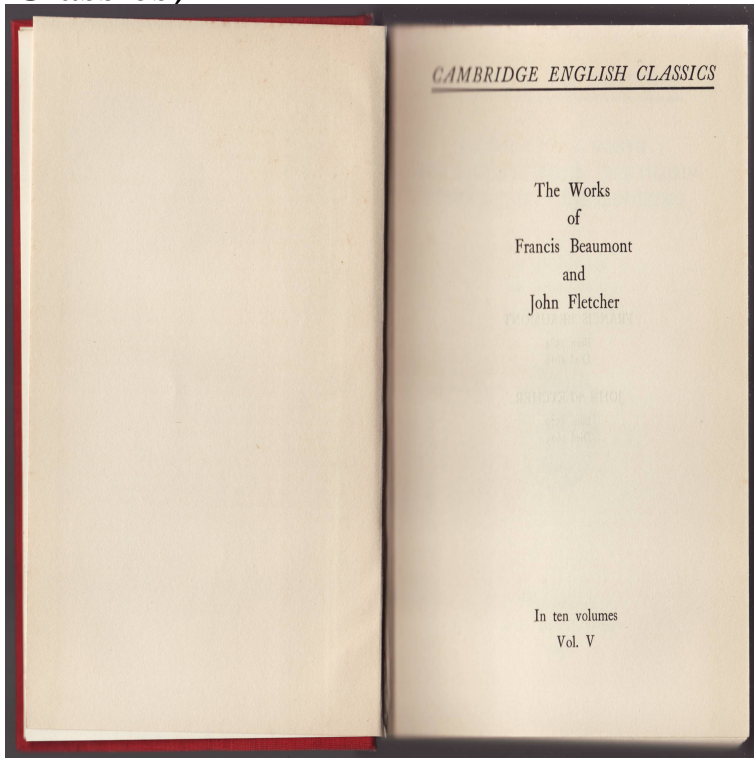 CAMBRIDGE ENGLISH CLASSICS
The Works
of
Francis Beaumont
and
John Fletcher
In ten volumes
Vol. V